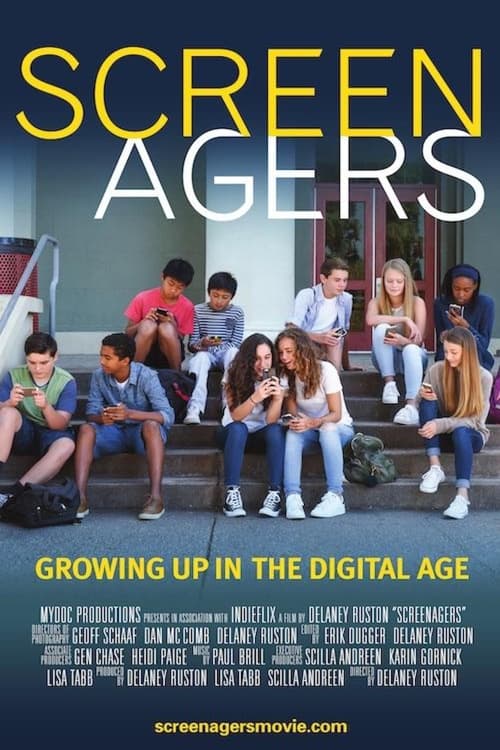 SCREEN
AGERS
GROWING UP IN THE DIGITAL AGE
MYDOC PRODUCTIONS PRESENTS IN ASSOCIATION WITH INDIEFLIX A FILM BY DELANEY RUSTON "SCREENAGERS"
DIRECTORS OF PHOTOGRAPHY GEOFF SCHAAF DAN MCCOMB DELANEY RUSTON EDITED BY ERIK DUGGER DELANEY RUSTON
ASSOCIATE PRODUCERS GEN CHASE HEIDI PAIGE MUSIC BY PAUL BRILL EXECUTIVE PRODUCERS SCILLA ANDREEN KARIN GORNICK
LISA TABB PRODUCED BY DELANEY RUSTON LISA TABB SCILLA ANDREEN DIRECTED BY DELANEY RUSTON
screenagersmovie.com